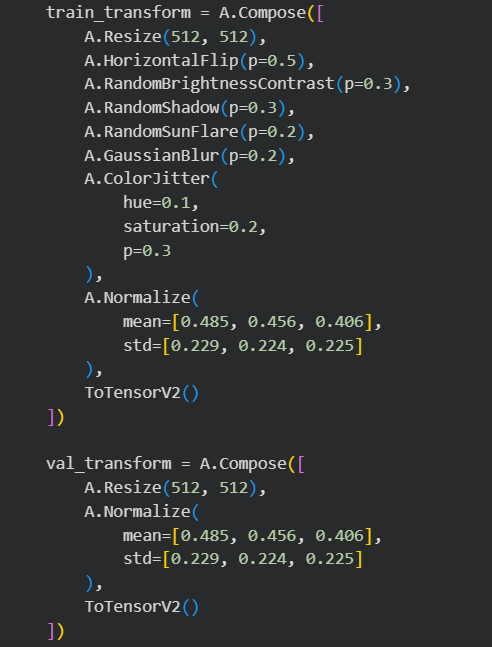 train_transform = A.Compose([
    A.Resize(512, 512),
    A.HorizontalFlip(p=0.5),
    A.RandomBrightnessContrast(p=0.3),
    A.RandomShadow(p=0.3),
    A.RandomSunFlare(p=0.2),
    A.GaussianBlur(p=0.2),
    A.ColorJitter(
        hue=0.1,
        saturation=0.2,
        p=0.3
    ),
    A.Normalize(
        mean=[0.485, 0.456, 0.406],
        std=[0.229, 0.224, 0.225]
    ),
    ToTensorV2()
])

val_transform = A.Compose([
    A.Resize(512, 512),
    A.Normalize(
        mean=[0.485, 0.456, 0.406],
        std=[0.229, 0.224, 0.225]
    ),
    ToTensorV2()
])